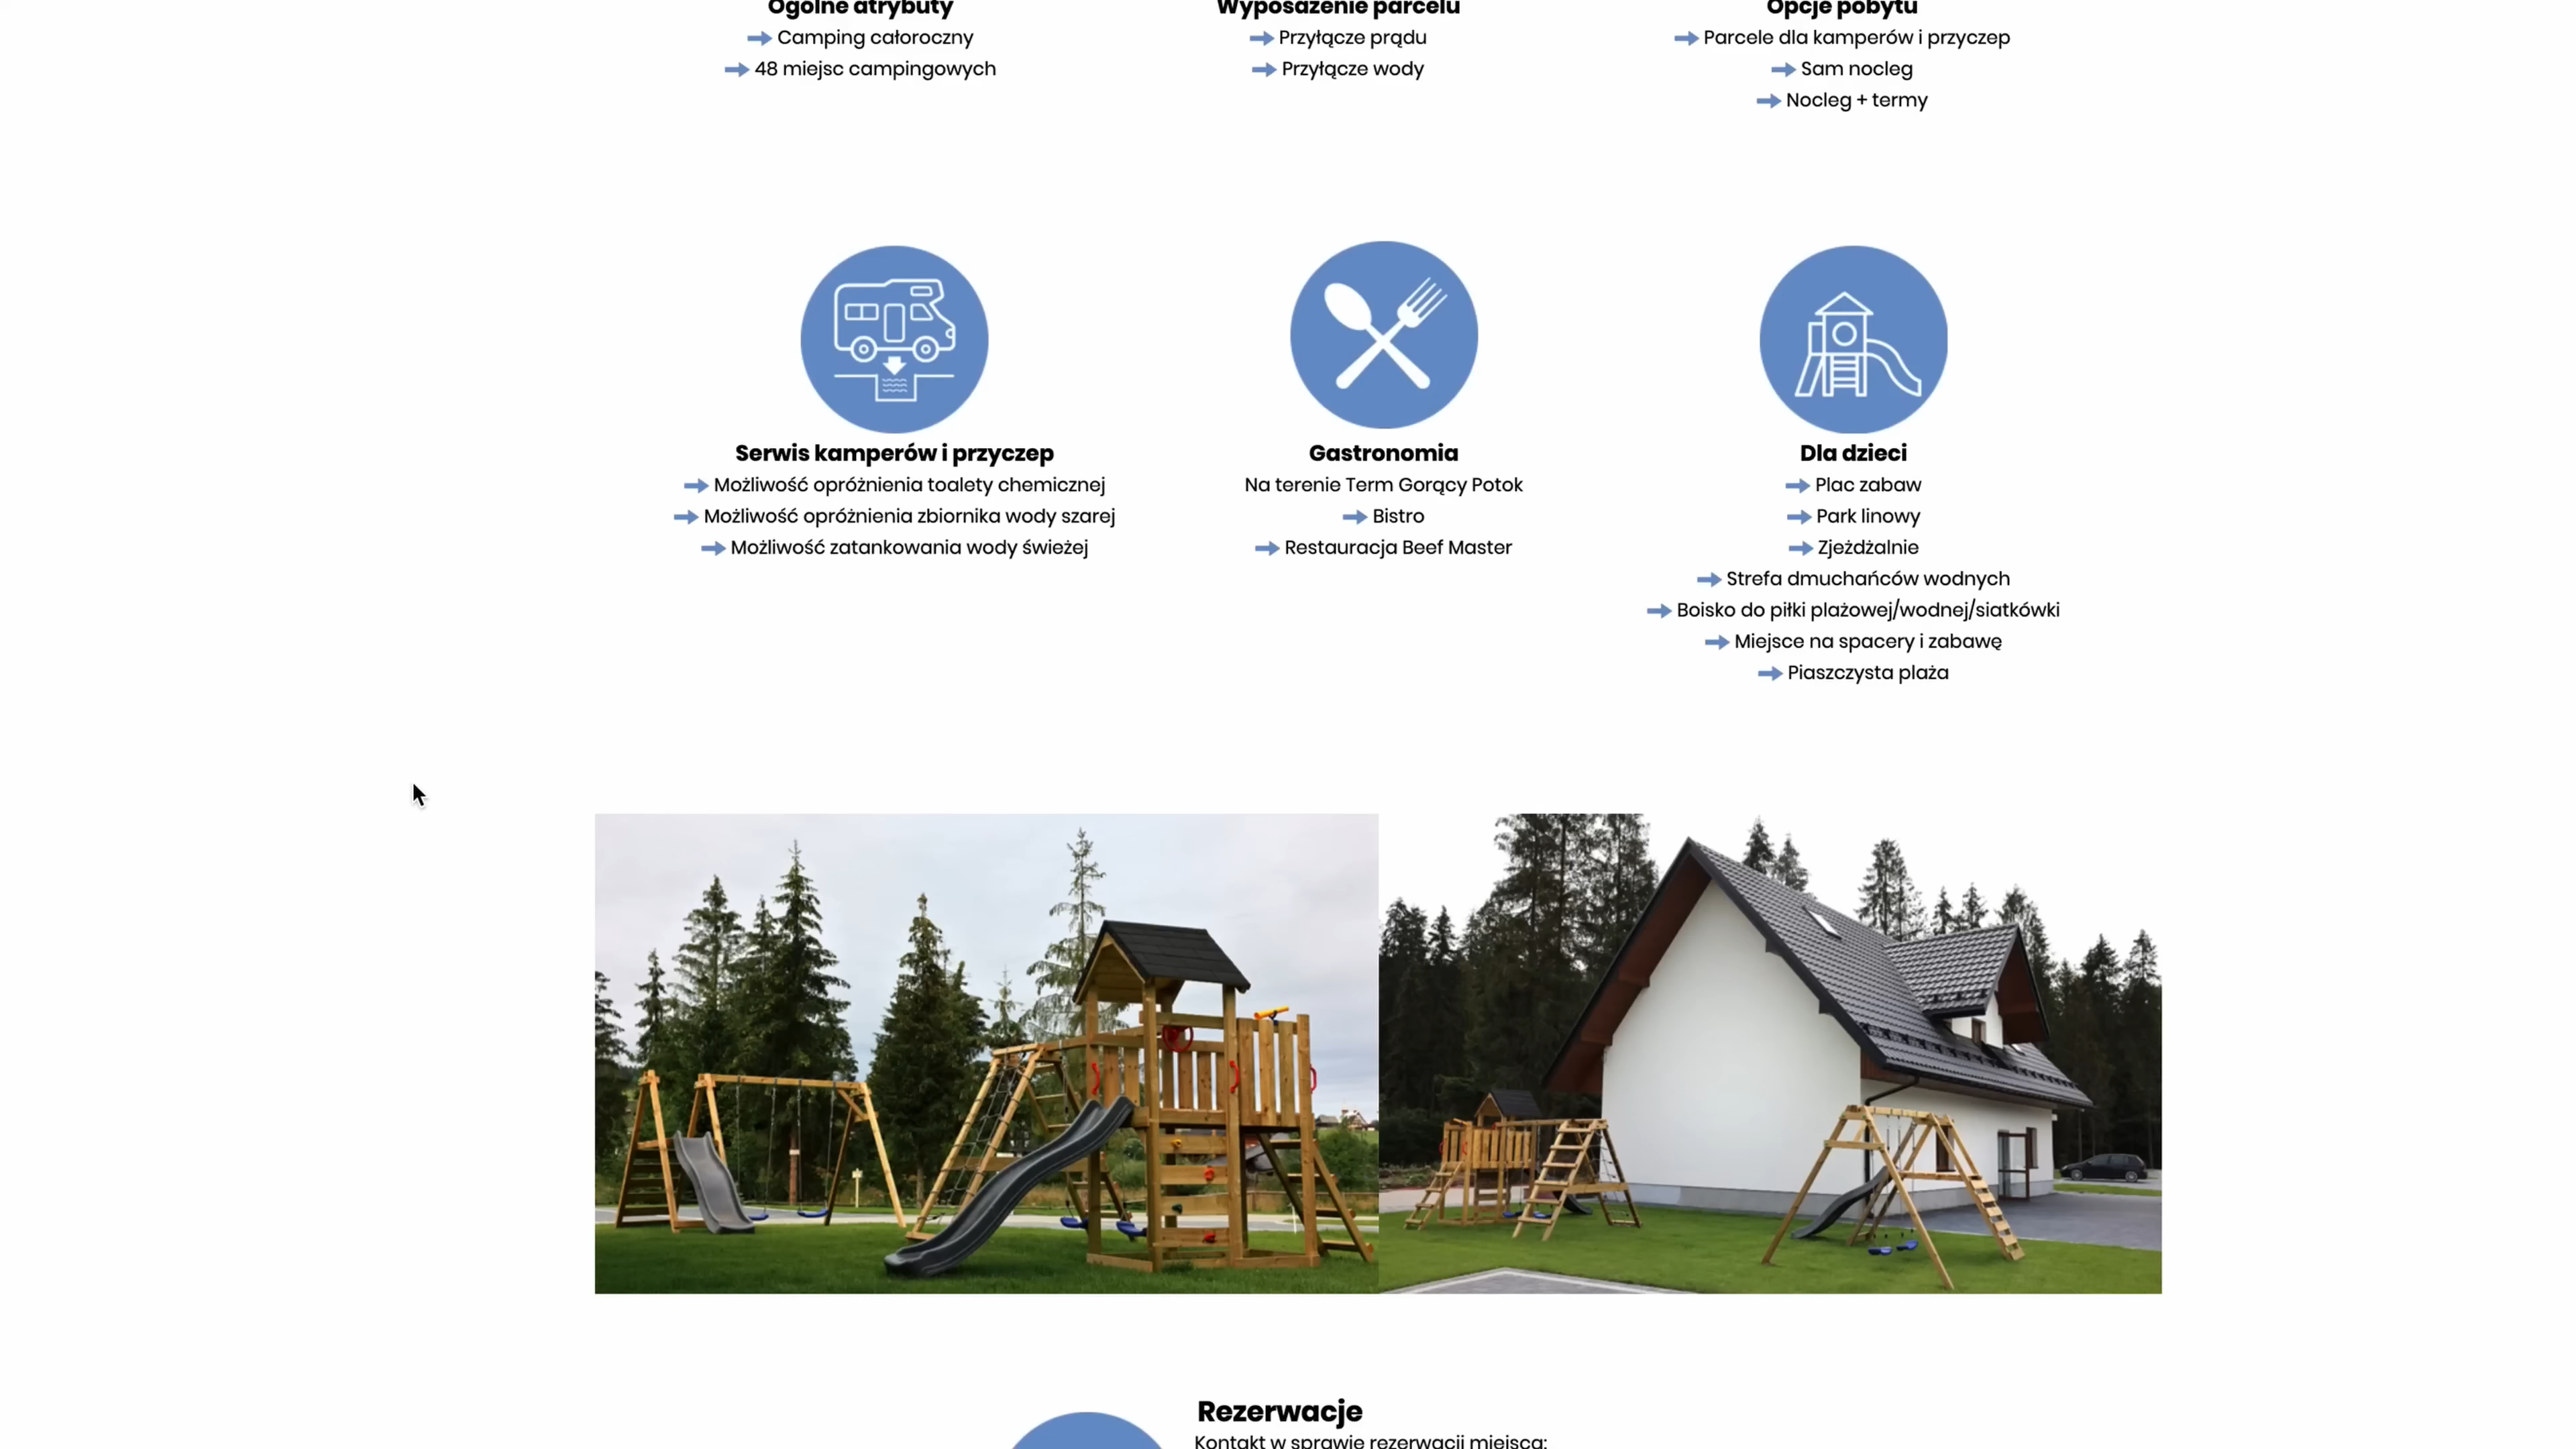 Ogólne atrybuty
Camping całoroczny
48 miejsc campingowych
Wyposażenie parcelu
Przyłącze prądu
Przyłącze wody
Opcje pobytu
Parcele dla kamperów i przyczep
Sam nocleg
Nocleg + termy
Serwis kamperów i przyczep
Możliwość opróżnienia toalety chemicznej
Możliwość opróżnienia zbiornika wody szarej
Możliwość zatankowania wody świeżej
Gastronomia
Na terenie Term Gorący Potok
Bistro
Restauracja Beef Master
Dla dzieci
Plac zabaw
Park linowy
Zjeżdżalnie
Strefa dmuchańców wodnych
Boisko do piłki plażowej/wodnej/siatkówki
Miejsce na spacery i zabawę
Piaszczysta plaża
Rezerwacje
Kontakt w sprawie rezerwacji miejsca: